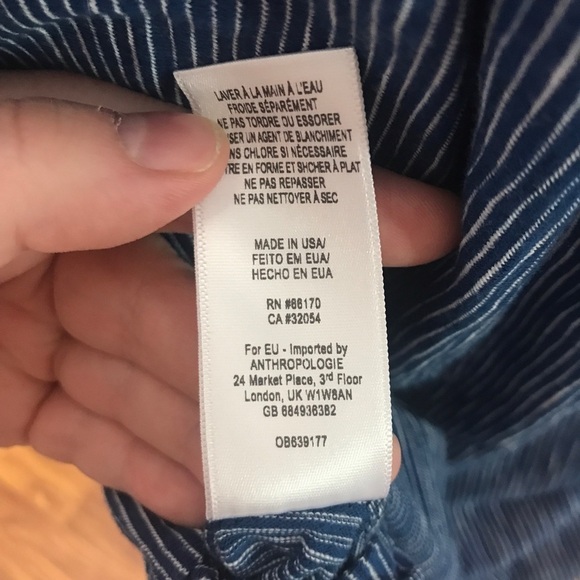 LAVER À LA MAIN À L'EAU
FROIDE SÉPARÉMENT
NE PAS TORDRE OU ESSORER
UN AGENT DE BLANCHIMENT
CHLORE SI NÉCESSAIRE
EN FORME ET SHCHER À PLAT
NE PAS REPASSER
NE PAS NETTOYER À SEC
MADE IN USA/
FEITO EM EUA/
HECHO EN EUA
RN #66170
CA #32054
For EU - Imported by
ANTHROPOLOGIE
24 Market Place, 3rd Floor
London, UK W1W8AN
GB 684936382
OB639177